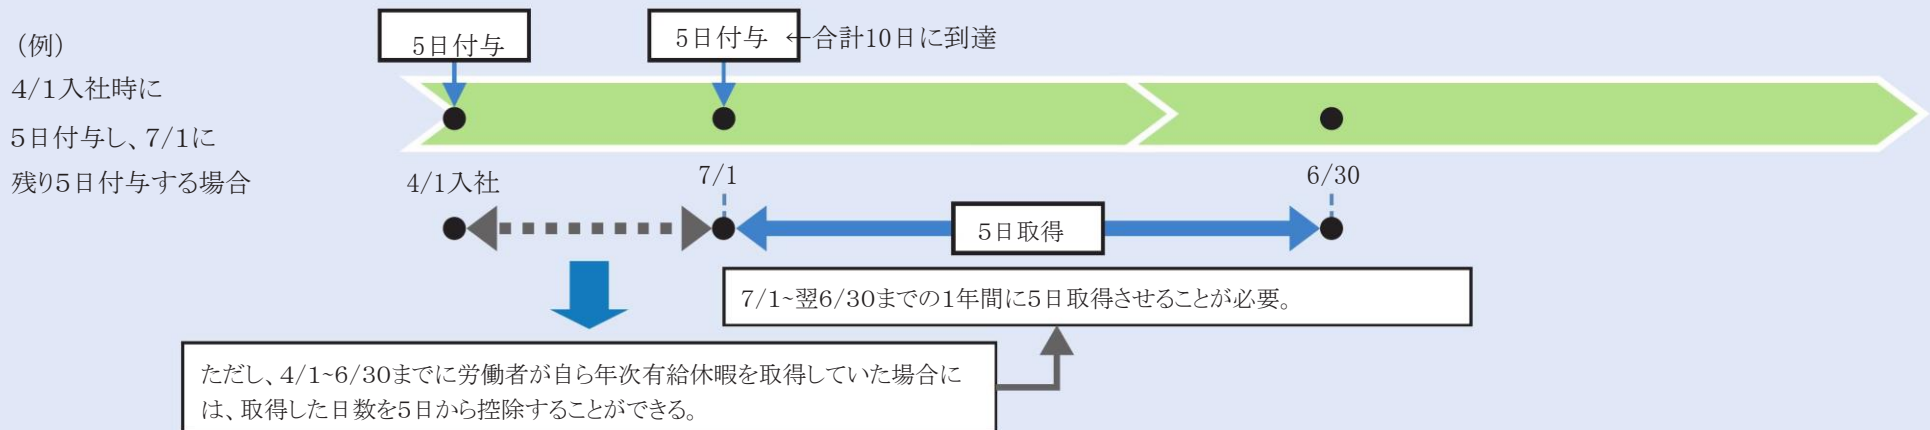 (例)
4/1入社時に
5日付与し、7/1に
残り5日付与する場合
5日付与
5日付与 ←合計10日に到達
4/1入社
7/1
6/30
5日取得
7/1~翌6/30までの1年間に5日取得させることが必要。
ただし、4/1~6/30までに労働者が自ら年次有給休暇を取得していた場合に
は、取得した日数を5日から控除することができる。